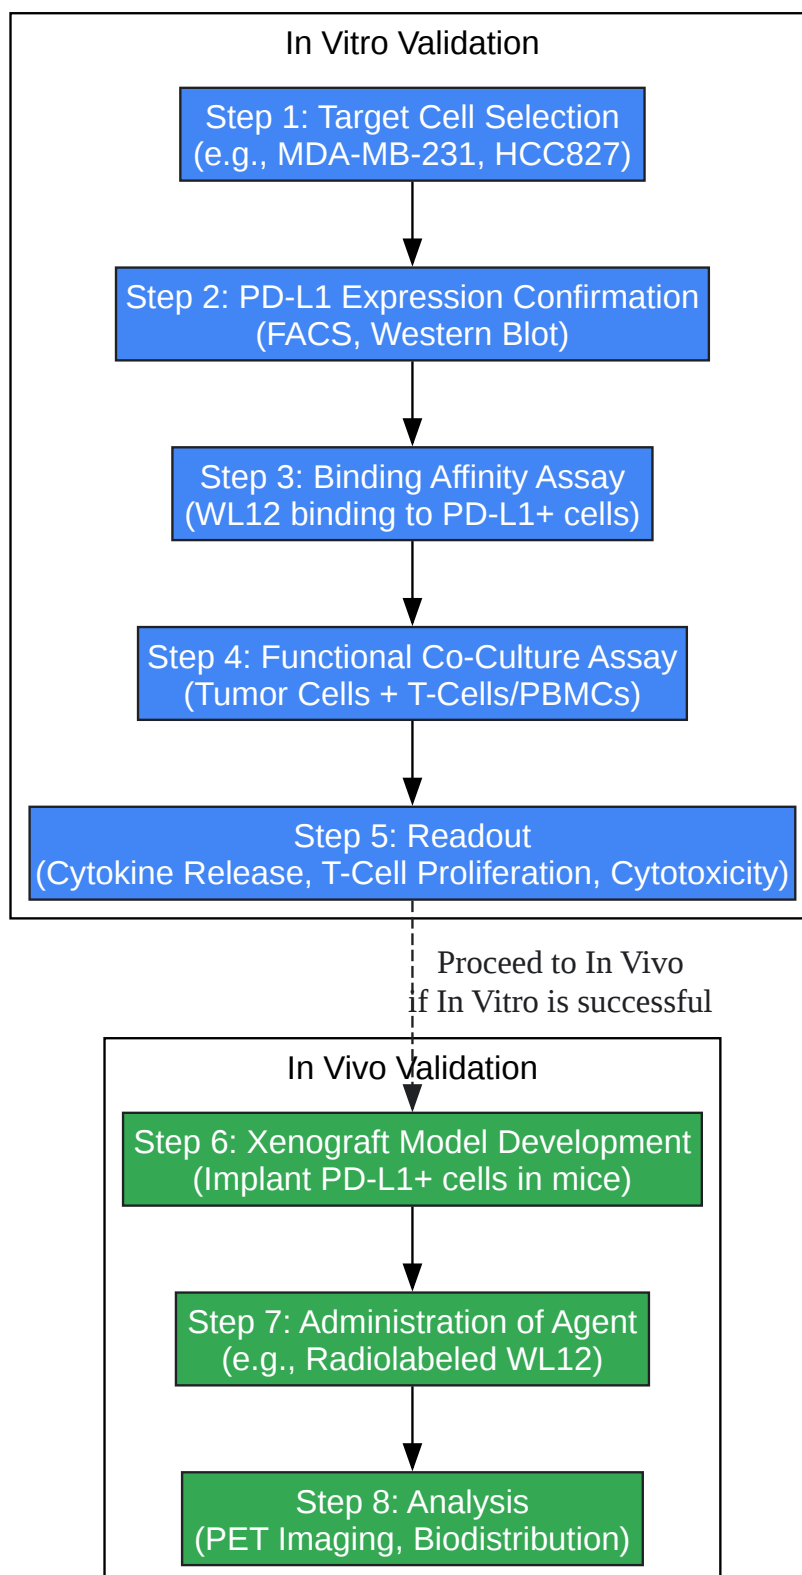 In Vitro Validation
Step 1: Target Cell Selection
(e.g., MDA-MB-231, HCC827)
Step 2: PD-L1 Expression Confirmation
(FACS, Western Blot)
Step 3: Binding Affinity Assay
(WL12 binding to PD-L1+ cells)
Step 4: Functional Co-Culture Assay
(Tumor Cells + T-Cells/PBMCs)
Step 5: Readout
(Cytokine Release, T-Cell Proliferation, Cytotoxicity)
Proceed to In Vivo
if In Vitro is successful
In Vivo Validation
Step 6: Xenograft Model Development
(Implant PD-L1+ cells in mice)
Step 7: Administration of Agent
(e.g., Radiolabeled WL12)
Step 8: Analysis
(PET Imaging, Biodistribution)